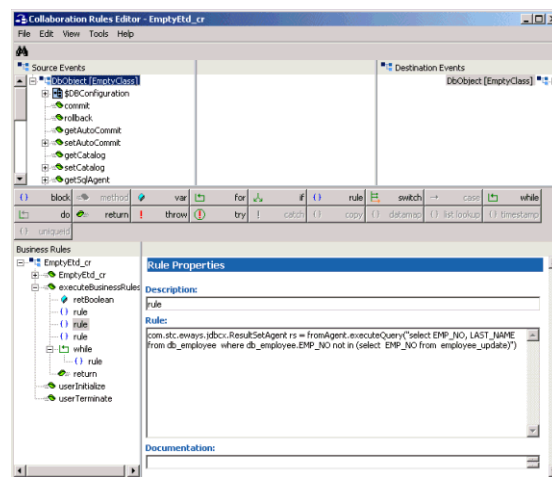 Collaboration Rules Editor - EmptyEtd_cr
File Edit View Tools Help
Source Events
Destination Events
DbObject [EmptyClass]
DbObject [EmptyClass]
$DBConfiguration
commit
rollback
getAutoCommit
setAutoCommit
getCatalog
setCatalog
getSqlAgent
block method var for if rule switch case while
do return throw try catch copy datamap list lookup timestamp
uniqueid
Business Rules
EmptyEtd_cr
EmptyEtd_cr
executeBusinessRules
retBoolean
rule
rule
rule
while
rule
return
userInitialize
userTerminate
Rule Properties
Description:
rule
Rule:
com.stc.eways.jdbcx.ResultSetAgent rs = fromAgent.executeQuery("select EMP_NO, LAST_NAME
from db_employee where db_employee.EMP_NO not in (select EMP_NO from employee_update)")
Documentation: